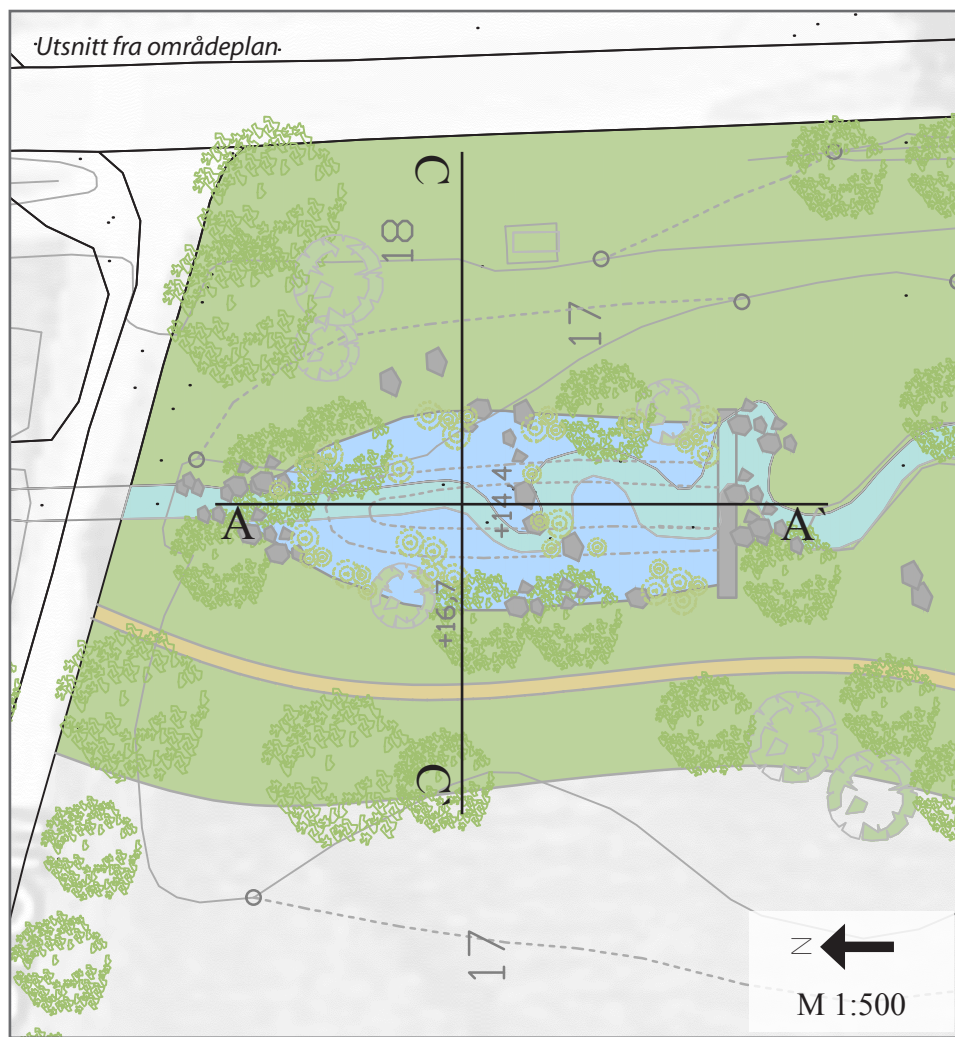 Utsnitt fra områdeplan
C
18
17
+14,4
A
A`
+16,7
C`
17
N
M 1:500